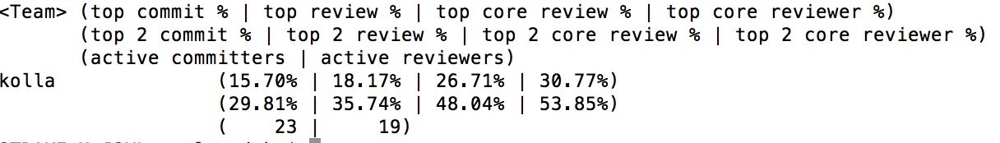 <Team> (top commit % | top review % | top core review % | top core reviewer %)
(top 2 commit % | top 2 review % | top 2 core review % | top 2 core reviewer %)
(active committers | active reviewers)
kolla (15.70% | 18.17% | 26.71% | 30.77%)
(29.81% | 35.74% | 48.04% | 53.85%)
( 23 | 19)